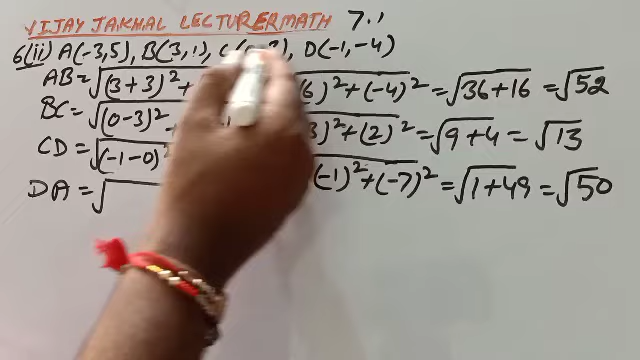 VIJAY JAKHAL LECTURER MATH 7.1
6(ii) A(-3,5), B(3,1), D(-1,-4)
AB=√(3+3)²+ 6)²+(-4)² =√36+16 =√52
BC=√(0-3)² 3)²+(2)² =√9+4 =√13
CD=√(-1-0)² (-1)²+(-7)² =√1+49 =√50
DA=√